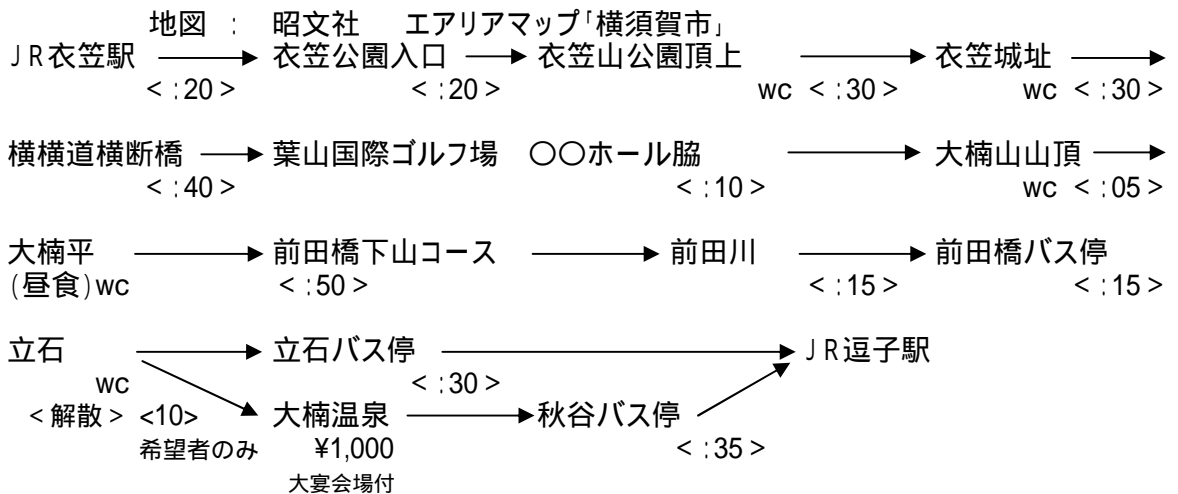 地図 : 昭文社 エアリアマップ「横須賀市」
JR衣笠駅 → 衣笠公園入口 → 衣笠山公園頂上 → 衣笠城址 →
< :20 > < :20 > wc < :30 > wc < :30 >
横横道横断橋 → 葉山国際ゴルフ場 〇〇ホール脇 → 大楠山山頂 →
< :40 > < :10 > wc < :05 >
大楠平 → 前田橋下山コース → 前田川 → 前田橋バス停
(昼食)wc < :50 > < :15 > < :15 >
立石 → 立石バス停 → JR逗子駅
wc < :30 >
<解散> <10> 大楠温泉 → 秋谷バス停
希望者のみ ¥1,000 < :35 >
大宴会場付